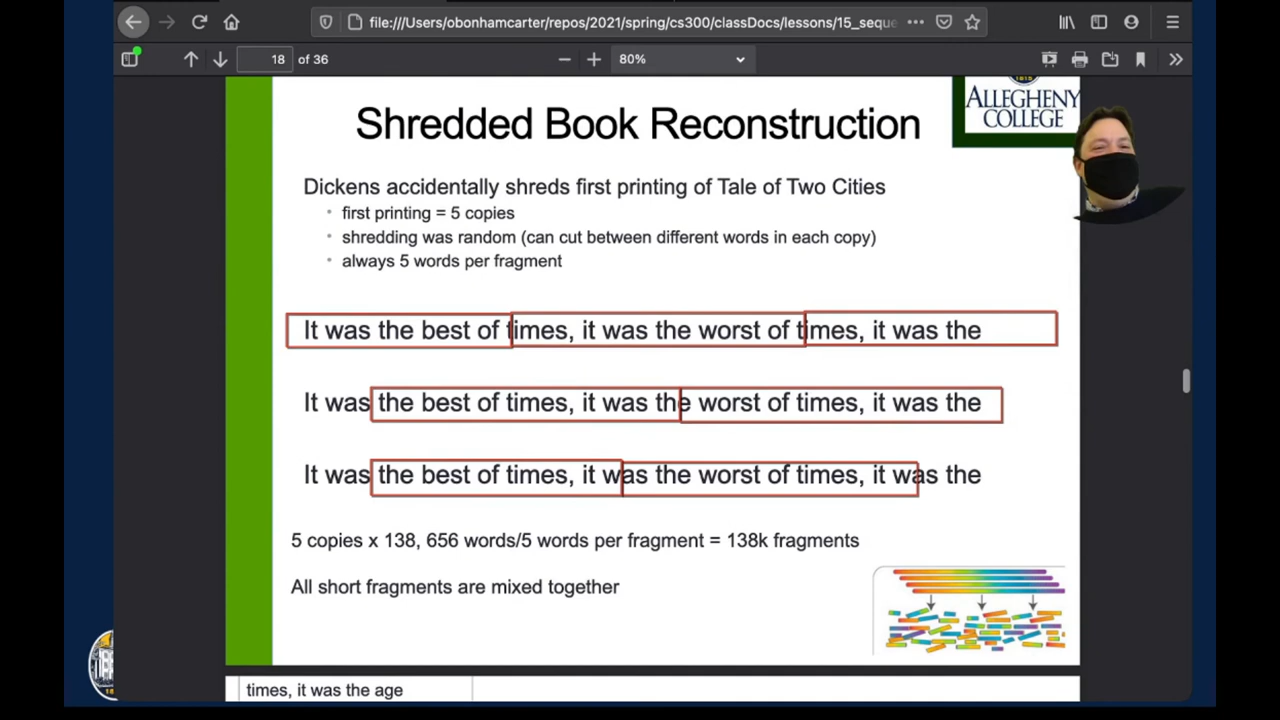 file:///Users/obonhamcarter/repos/2021/spring/cs300/classDocs/lessons/15_seque
18 of 36
80%
Shredded Book Reconstruction
ALLEGHENY
COLLEGE
Dickens accidentally shreds first printing of Tale of Two Cities
• first printing = 5 copies
• shredding was random (can cut between different words in each copy)
• always 5 words per fragment
It was the best of times, it was the worst of times, it was the
It was the best of times, it was the worst of times, it was the
It was the best of times, it was the worst of times, it was the
5 copies x 138, 656 words/5 words per fragment = 138k fragments
All short fragments are mixed together
times, it was the age